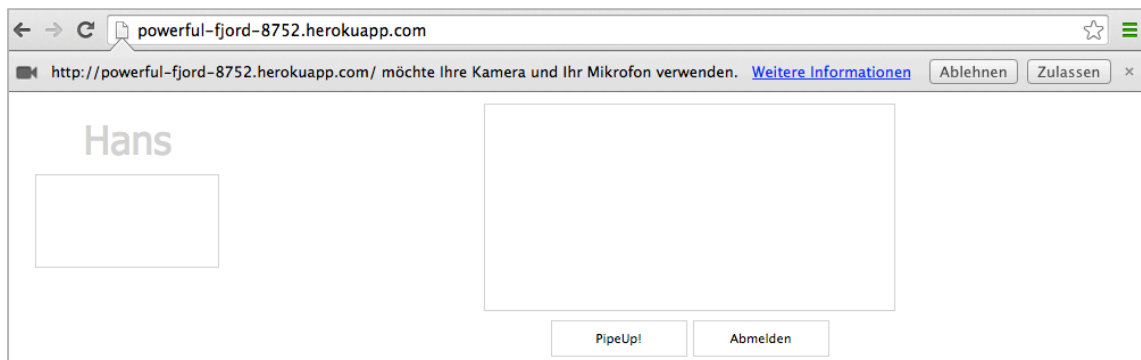 powerful-fjord-8752.herokuapp.com
http://powerful-fjord-8752.herokuapp.com/ möchte Ihre Kamera und Ihr Mikrofon verwenden. Weitere Informationen Ablehnen Zulassen ×
Hans
PipeUp! Abmelden